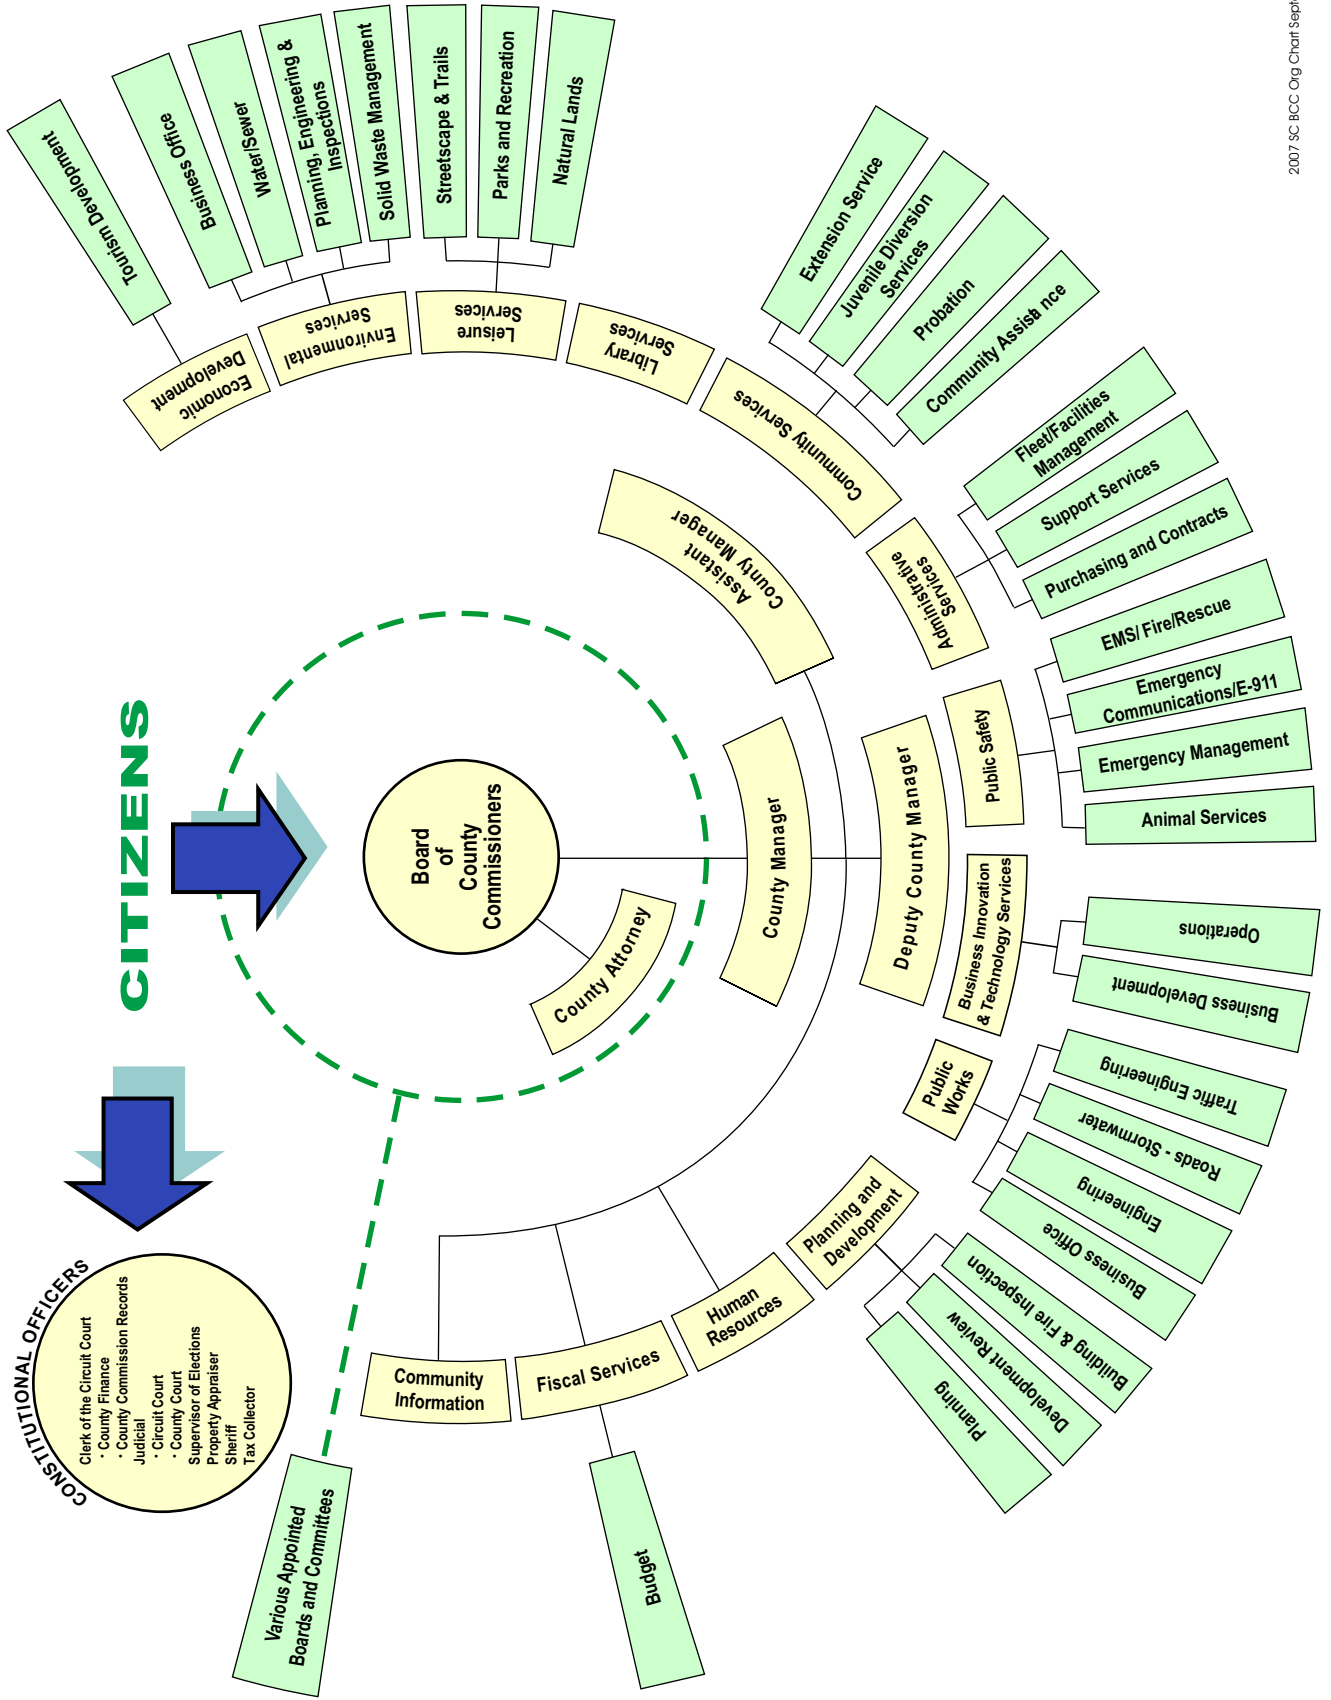 CITIZENS
CONSTITUTIONAL OFFICERS
Clerk of the Circuit Court
· County Finance
· County Commission Records
Judicial
· Circuit Court
· County Court
Supervisor of Elections
Property Appraiser
Sheriff
Tax Collector
Board
of
County
Commissioners
County Attorney
County Manager
Deputy County Manager
Assistant
County Manager
Various Appointed
Boards and Committees
Community
Information
Fiscal Services
Budget
Human
Resources
Planning and
Development
Planning
Development Review
Building & Fire Inspection
Public
Works
Business Office
Engineering
Roads - Stormwater
Traffic Engineering
Business Innovation
& Technology Services
Business Development
Operations
Public Safety
Animal Services
Emergency Management
Emergency
Communications/E-911
EMS/ Fire/Rescue
Administrative
Services
Purchasing and Contracts
Support Services
Fleet/Facilities
Management
Community Services
Community Assistance
Probation
Juvenile Diversion
Services
Extension Service
Library
Services
Leisure
Services
Natural Lands
Parks and Recreation
Streetscape & Trails
Environmental
Services
Solid Waste Management
Planning, Engineering &
Inspections
Water/Sewer
Business Office
Economic
Development
Tourism Development
2007 SC BCC Org Chart Sept